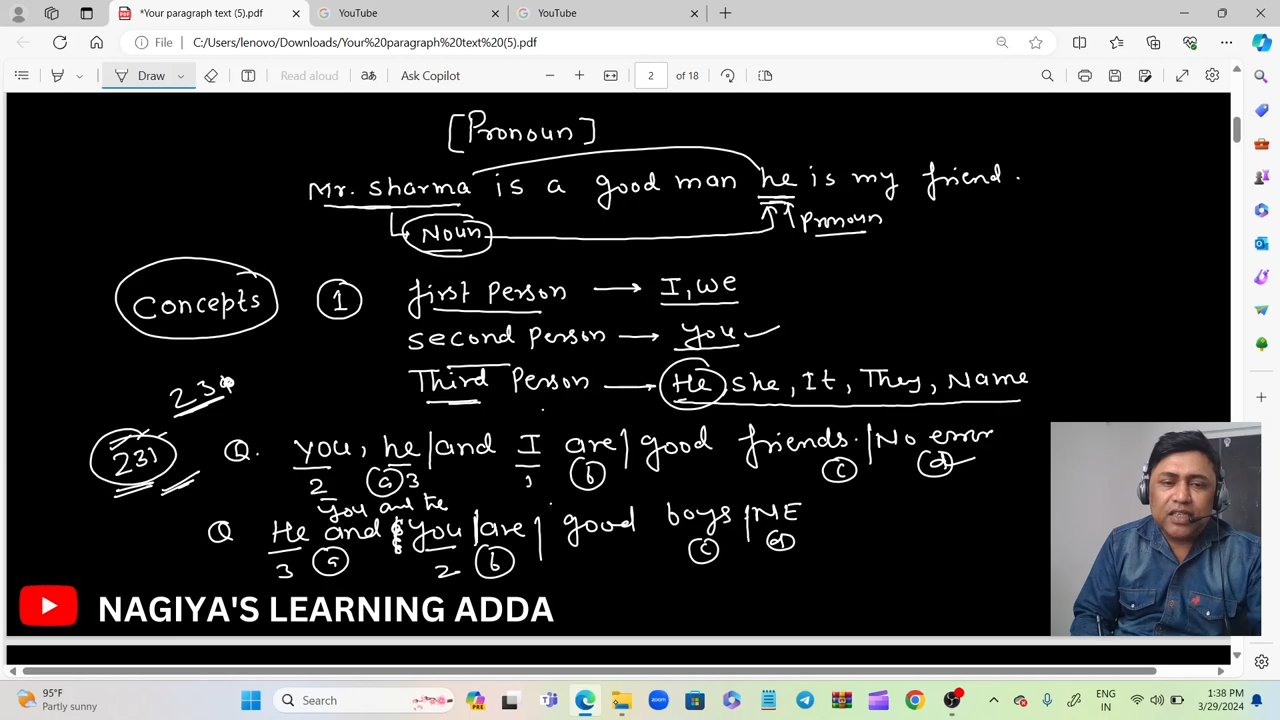 *Your paragraph text (5).pdf
YouTube
YouTube
File
C:/Users/lenovo/Downloads/Your%20paragraph%20text%20(5).pdf
Draw
Read aloud
Ask Copilot
2
of 18
[Pronoun]
Mr. Sharma is a good man he is my friend.
Noun
Pronoun
Concepts
1 first Person → I, we
second Person → you
Third Person → He, she, It, They, Name
231
231 Q. you, he/and I are/good friends./No error
2 a 3 1 b c d
you and he
Q He and you/are/good boys/NE
3 a 2 b c d
NAGIYA'S LEARNING ADDA
95°F
Partly sunny
Search
PRE
zoom
ENG
IN
1:38 PM
3/29/2024